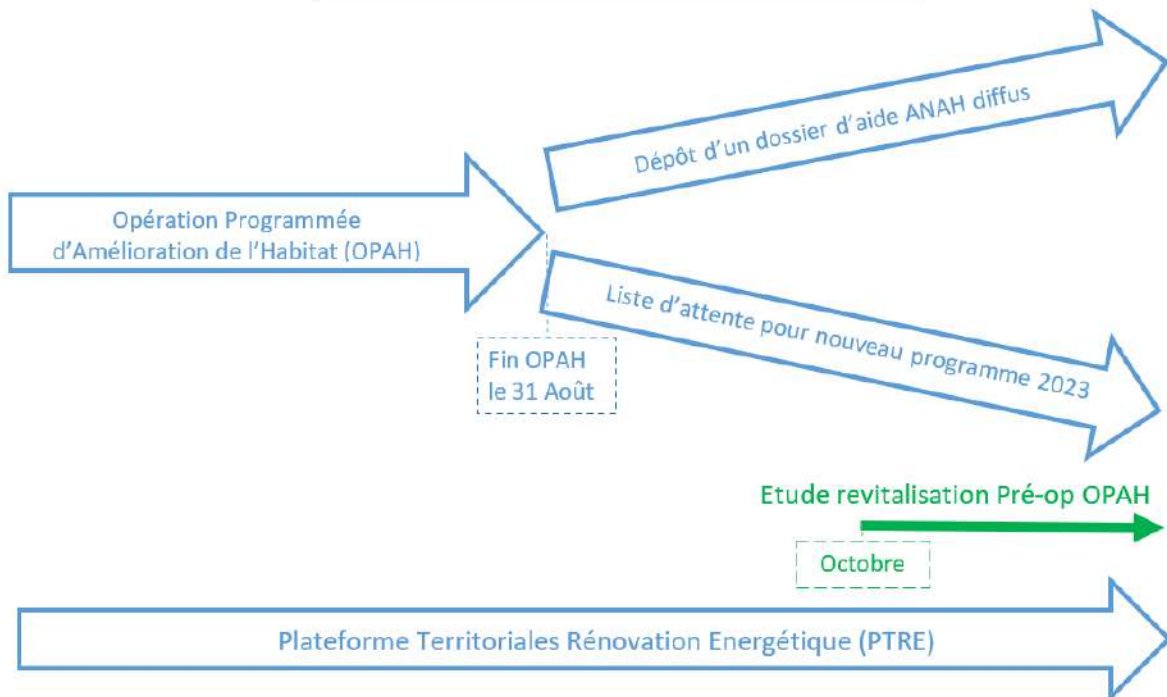 Dépôt d'un dossier d'aide ANAH diffus
Opération Programmée
d'Amélioration de l'Habitat (OPAH)
Liste d'attente pour nouveau programme 2023
Fin OPAH
le 31 Août
Etude revitalisation Pré-op OPAH
Octobre
Plateforme Territoriales Rénovation Energétique (PTRE)